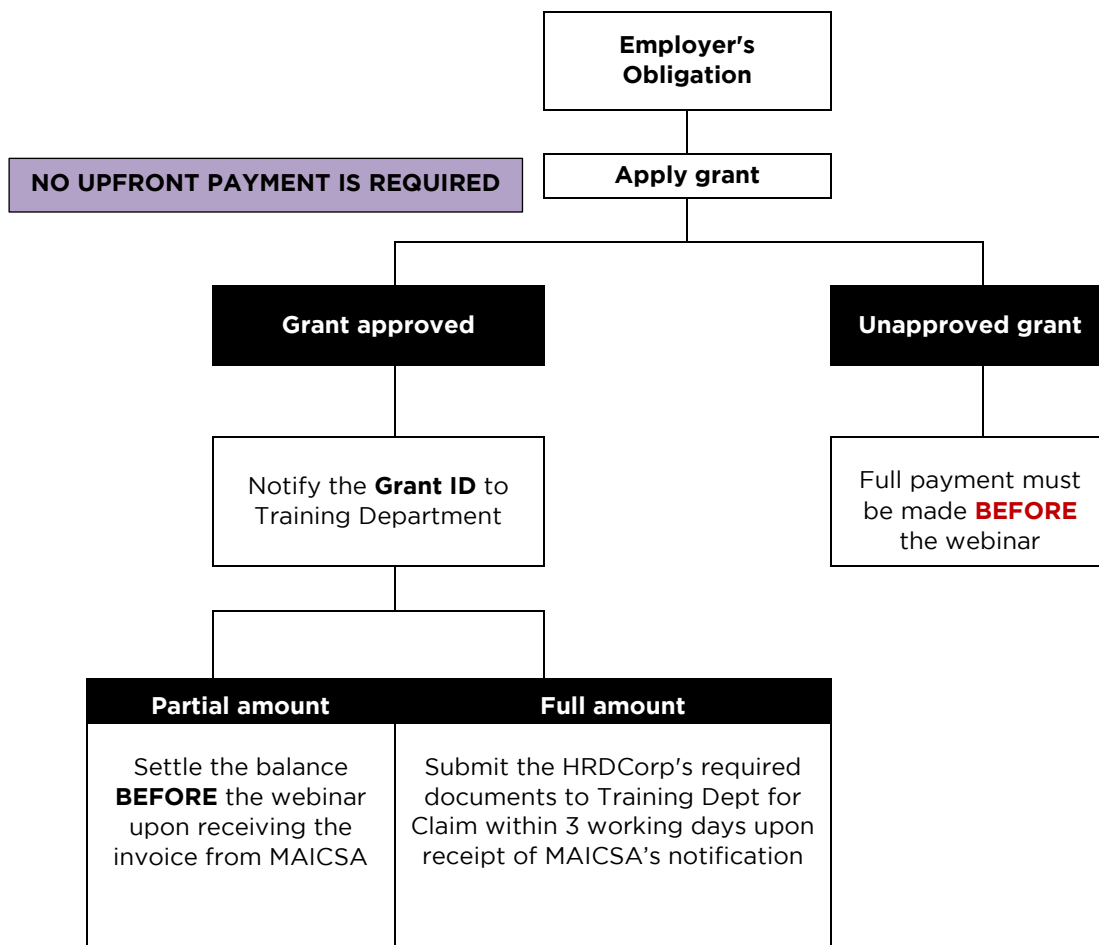 Employer's
Obligation
NO UPFRONT PAYMENT IS REQUIRED
Apply grant
Grant approved
Unapproved grant
Notify the Grant ID to
Training Department
Full payment must
be made BEFORE
the webinar
Partial amount
Full amount
Settle the balance
BEFORE the webinar
upon receiving the
invoice from MAICSA
Submit the HRDCorp's required
documents to Training Dept for
Claim within 3 working days upon
receipt of MAICSA’s notification